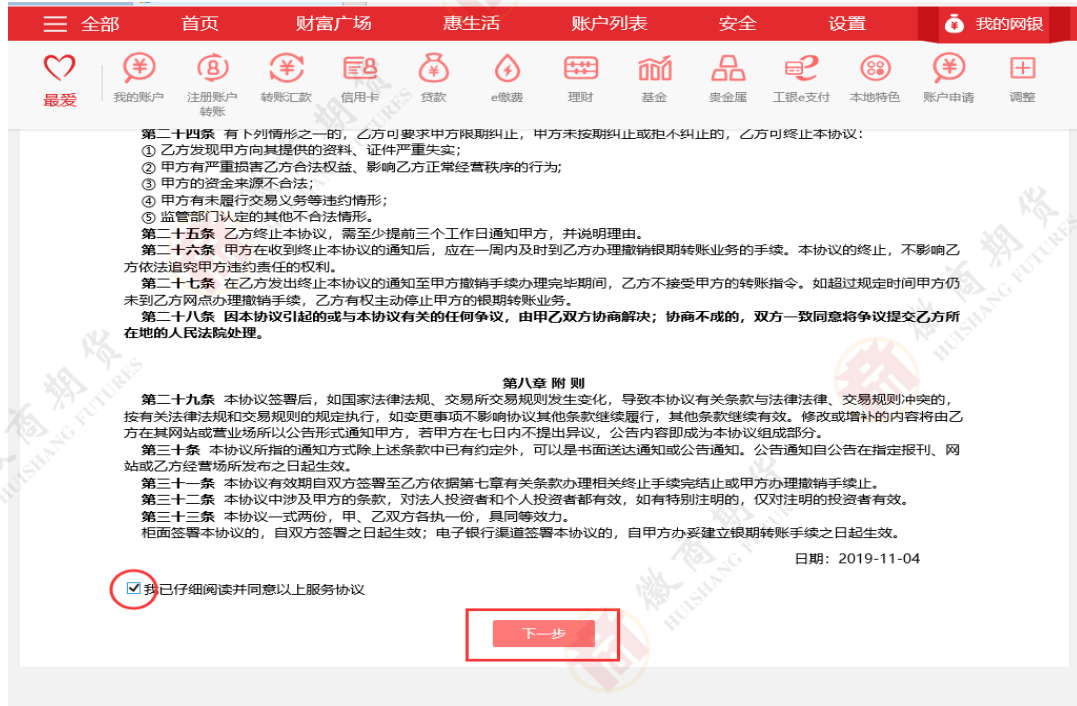 全部 首页 财富广场 惠生活 账户列表 安全 设置 我的网银
最爱 我的账户 注册账户转账 转账汇款 信用卡 贷款 e缴费 理财 基金 贵金属 工银e支付 本地特色 账户申请 调整
第二十四条 有下列情形之一的，乙方可要求甲方限期纠正，甲方未按期纠正或拒不纠正的，乙方可终止本协议：
① 乙方发现甲方向其提供的资料、证件严重失实；
② 甲方有严重损害乙方合法权益、影响乙方正常经营秩序的行为；
③ 甲方的资金来源不合法；
④ 甲方有未履行交易义务等违约情形；
⑤ 监管部门认定的其他不合法情形。
第二十五条 乙方终止本协议，需至少提前三个工作日通知甲方，并说明理由。
第二十六条 甲方在收到终止本协议的通知后，应在一周内及时到乙方办理撤销银期转账业务的手续。本协议的终止，不影响乙
方依法追究甲方违约责任的权利。
第二十七条 在乙方发出终止本协议的通知至甲方撤销手续办理完毕期间，乙方不接受甲方的转账指令。如超过规定时间甲方仍
未到乙方网点办理撤销手续，乙方有权主动停止甲方的银期转账业务。
第二十八条 因本协议引起的或与本协议有关的任何争议，由甲乙双方协商解决；协商不成的，双方一致同意将争议提交乙方所
在地的人民法院处理。
第八章 附 则
第二十九条 本协议签署后，如国家法律法规、交易所交易规则发生变化，导致本协议有关条款与法律法律、交易规则冲突的，
按有关法律法规和交易规则的规定执行，如变更事项不影响协议其他条款继续履行，其他条款继续有效。修改或增补的内容将由乙
方在其网站或营业场所以公告形式通知甲方，若甲方在七日内不提出异议，公告内容即成为本协议组成部分。
第三十条 本协议所指的通知方式除上述条款中已有约定外，可以是书面送达通知或公告通知。公告通知自公告在指定报刊、网
站或乙方经营场所发布之日起生效。
第三十一条 本协议有效期自双方签署至乙方依据第七章有关条款办理相关终止手续完结止或甲方办理撤销手续止。
第三十二条 本协议中涉及甲方的条款，对法人投资者和个人投资者都有效，如有特别注明的，仅对注明的投资者有效。
第三十三条 本协议一式两份，甲、乙双方各执一份，具同等效力。
柜面签署本协议的，自双方签署之日起生效；电子银行渠道签署本协议的，自甲方办妥建立银期转账手续之日起生效。
日期：2019-11-04
我已仔细阅读并同意以上服务协议
下一步
徽商期货
HUISHANG FUTURES